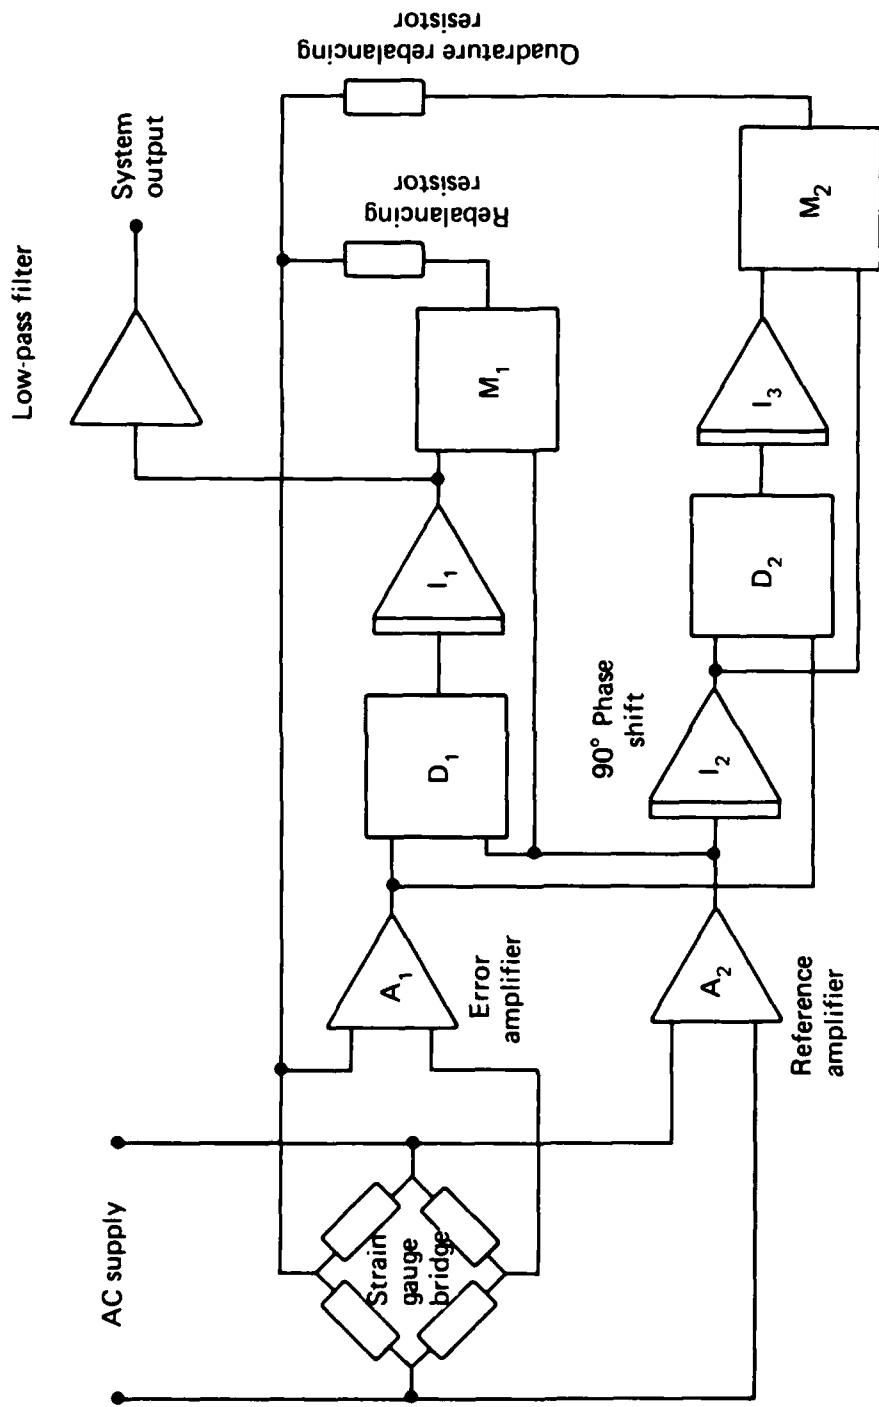 AC supply
Strain
gauge
bridge
A1
Error
amplifier
A2
Reference
amplifier
D1
I1
M1
90° Phase
shift
I2
D2
I3
M2
Low-pass filter
System
output
Rebalancing
resistor
Quadrature rebalancing
resistor